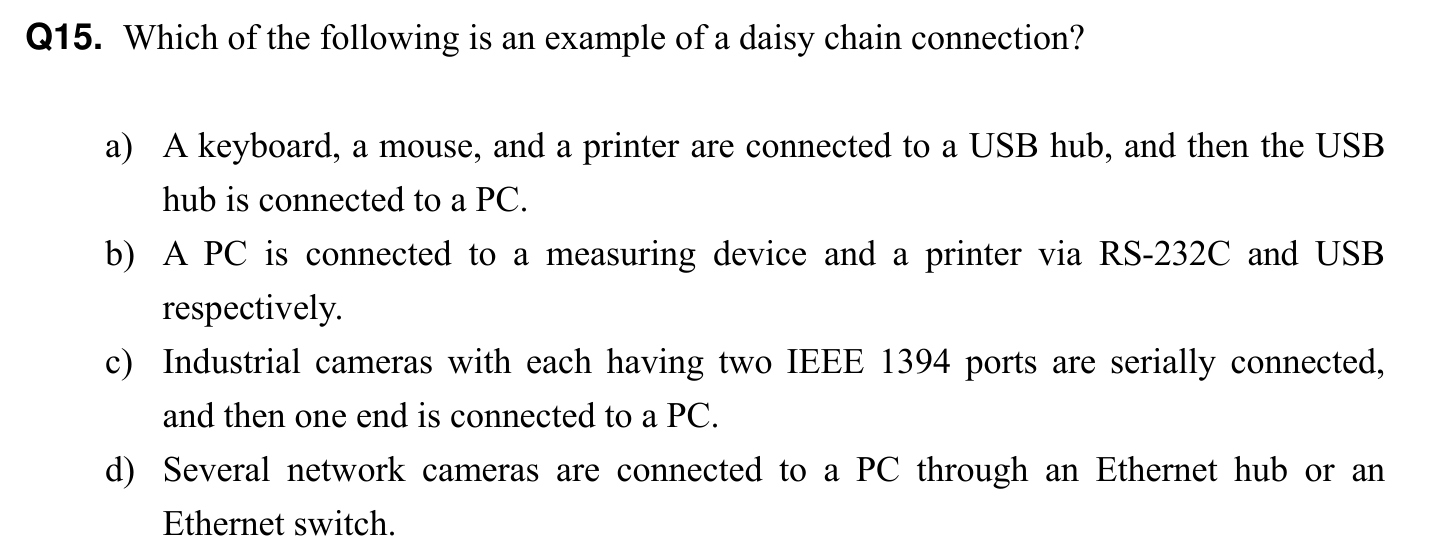 Q15. Which of the following is an example of a daisy chain connection?
a) A keyboard, a mouse, and a printer are connected to a USB hub, and then the USB
hub is connected to a PC.
b) A PC is connected to a measuring device and a printer via RS-232C and USB
respectively.
c) Industrial cameras with each having two IEEE 1394 ports are serially connected,
and then one end is connected to a PC.
d) Several network cameras are connected to a PC through an Ethernet hub or an
Ethernet switch.